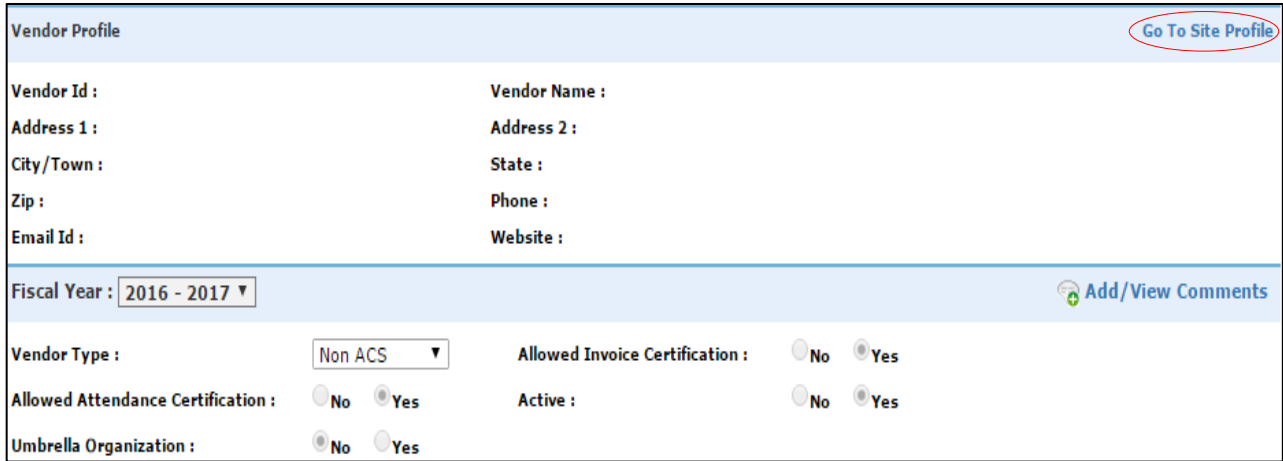 Vendor Profile Go To Site Profile
Vendor Id : Vendor Name :
Address 1 : Address 2 :
City/Town : State :
Zip : Phone :
Email Id : Website :
Fiscal Year : 2016 - 2017 Add/View Comments
Vendor Type : Non ACS Allowed Invoice Certification : No Yes
Allowed Attendance Certification : No Yes Active : No Yes
Umbrella Organization : No Yes